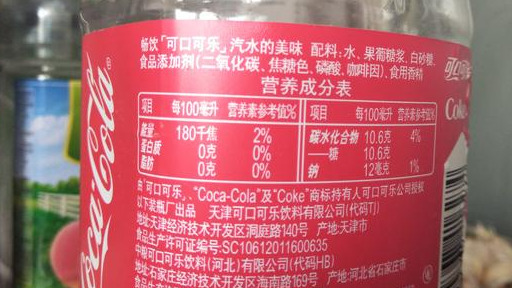 畅饮「可口可乐」汽水的美味 配料:水、果葡糖浆、白砂糖、
食品添加剂(二氧化碳、焦糖色、磷酸、咖啡因)、食用香精
营养成分表
项目 每100毫升 营养素参考值% 项目 每100毫升 营养素参考值%
能量 180千焦 2% 碳水化合物 10.6克 4%
蛋白质 0克 0% —糖 10.6克
脂肪 0克 0% 钠 12毫克 1%
由「可口可乐」、“Coca-Cola”及“Coke”商标持有人可口可乐公司授权
以下装瓶厂出品 天津可口可乐饮料有限公司(代码TJ)
地址:天津经济技术开发区洞庭路140号 产地:天津市
食品生产许可证编号-SC10612011600635
中粮可口可乐饮料(河北)有限公司(代码HB)
地址:石家庄经济技术开发区海南路169号 产地:河北省石家庄市
Coca-Cola
可口可
Coke